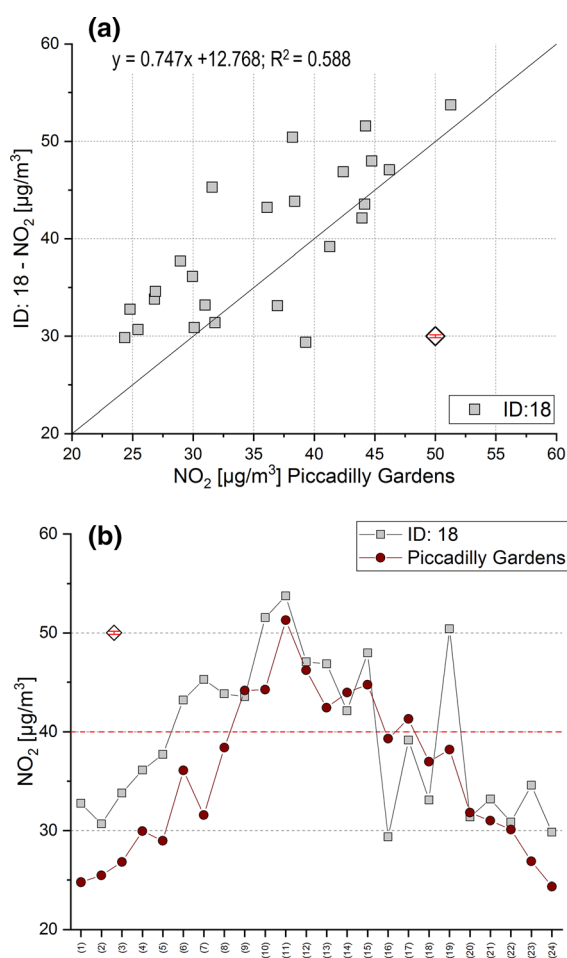 (a)
y = 0.747x +12.768; R² = 0.588
60
50
40
30
20
ID: 18 - NO₂ [µg/m³]
ID:18
20 25 30 35 40 45 50 55 60
NO₂ [µg/m³] Piccadilly Gardens
(b)
ID: 18
Piccadilly Gardens
60
50
40
30
20
NO₂ [µg/m³]
(1) (2) (3) (4) (5) (6) (7) (8) (9) (10) (11) (12) (13) (14) (15) (16) (17) (18) (19) (20) (21) (22) (23) (24)